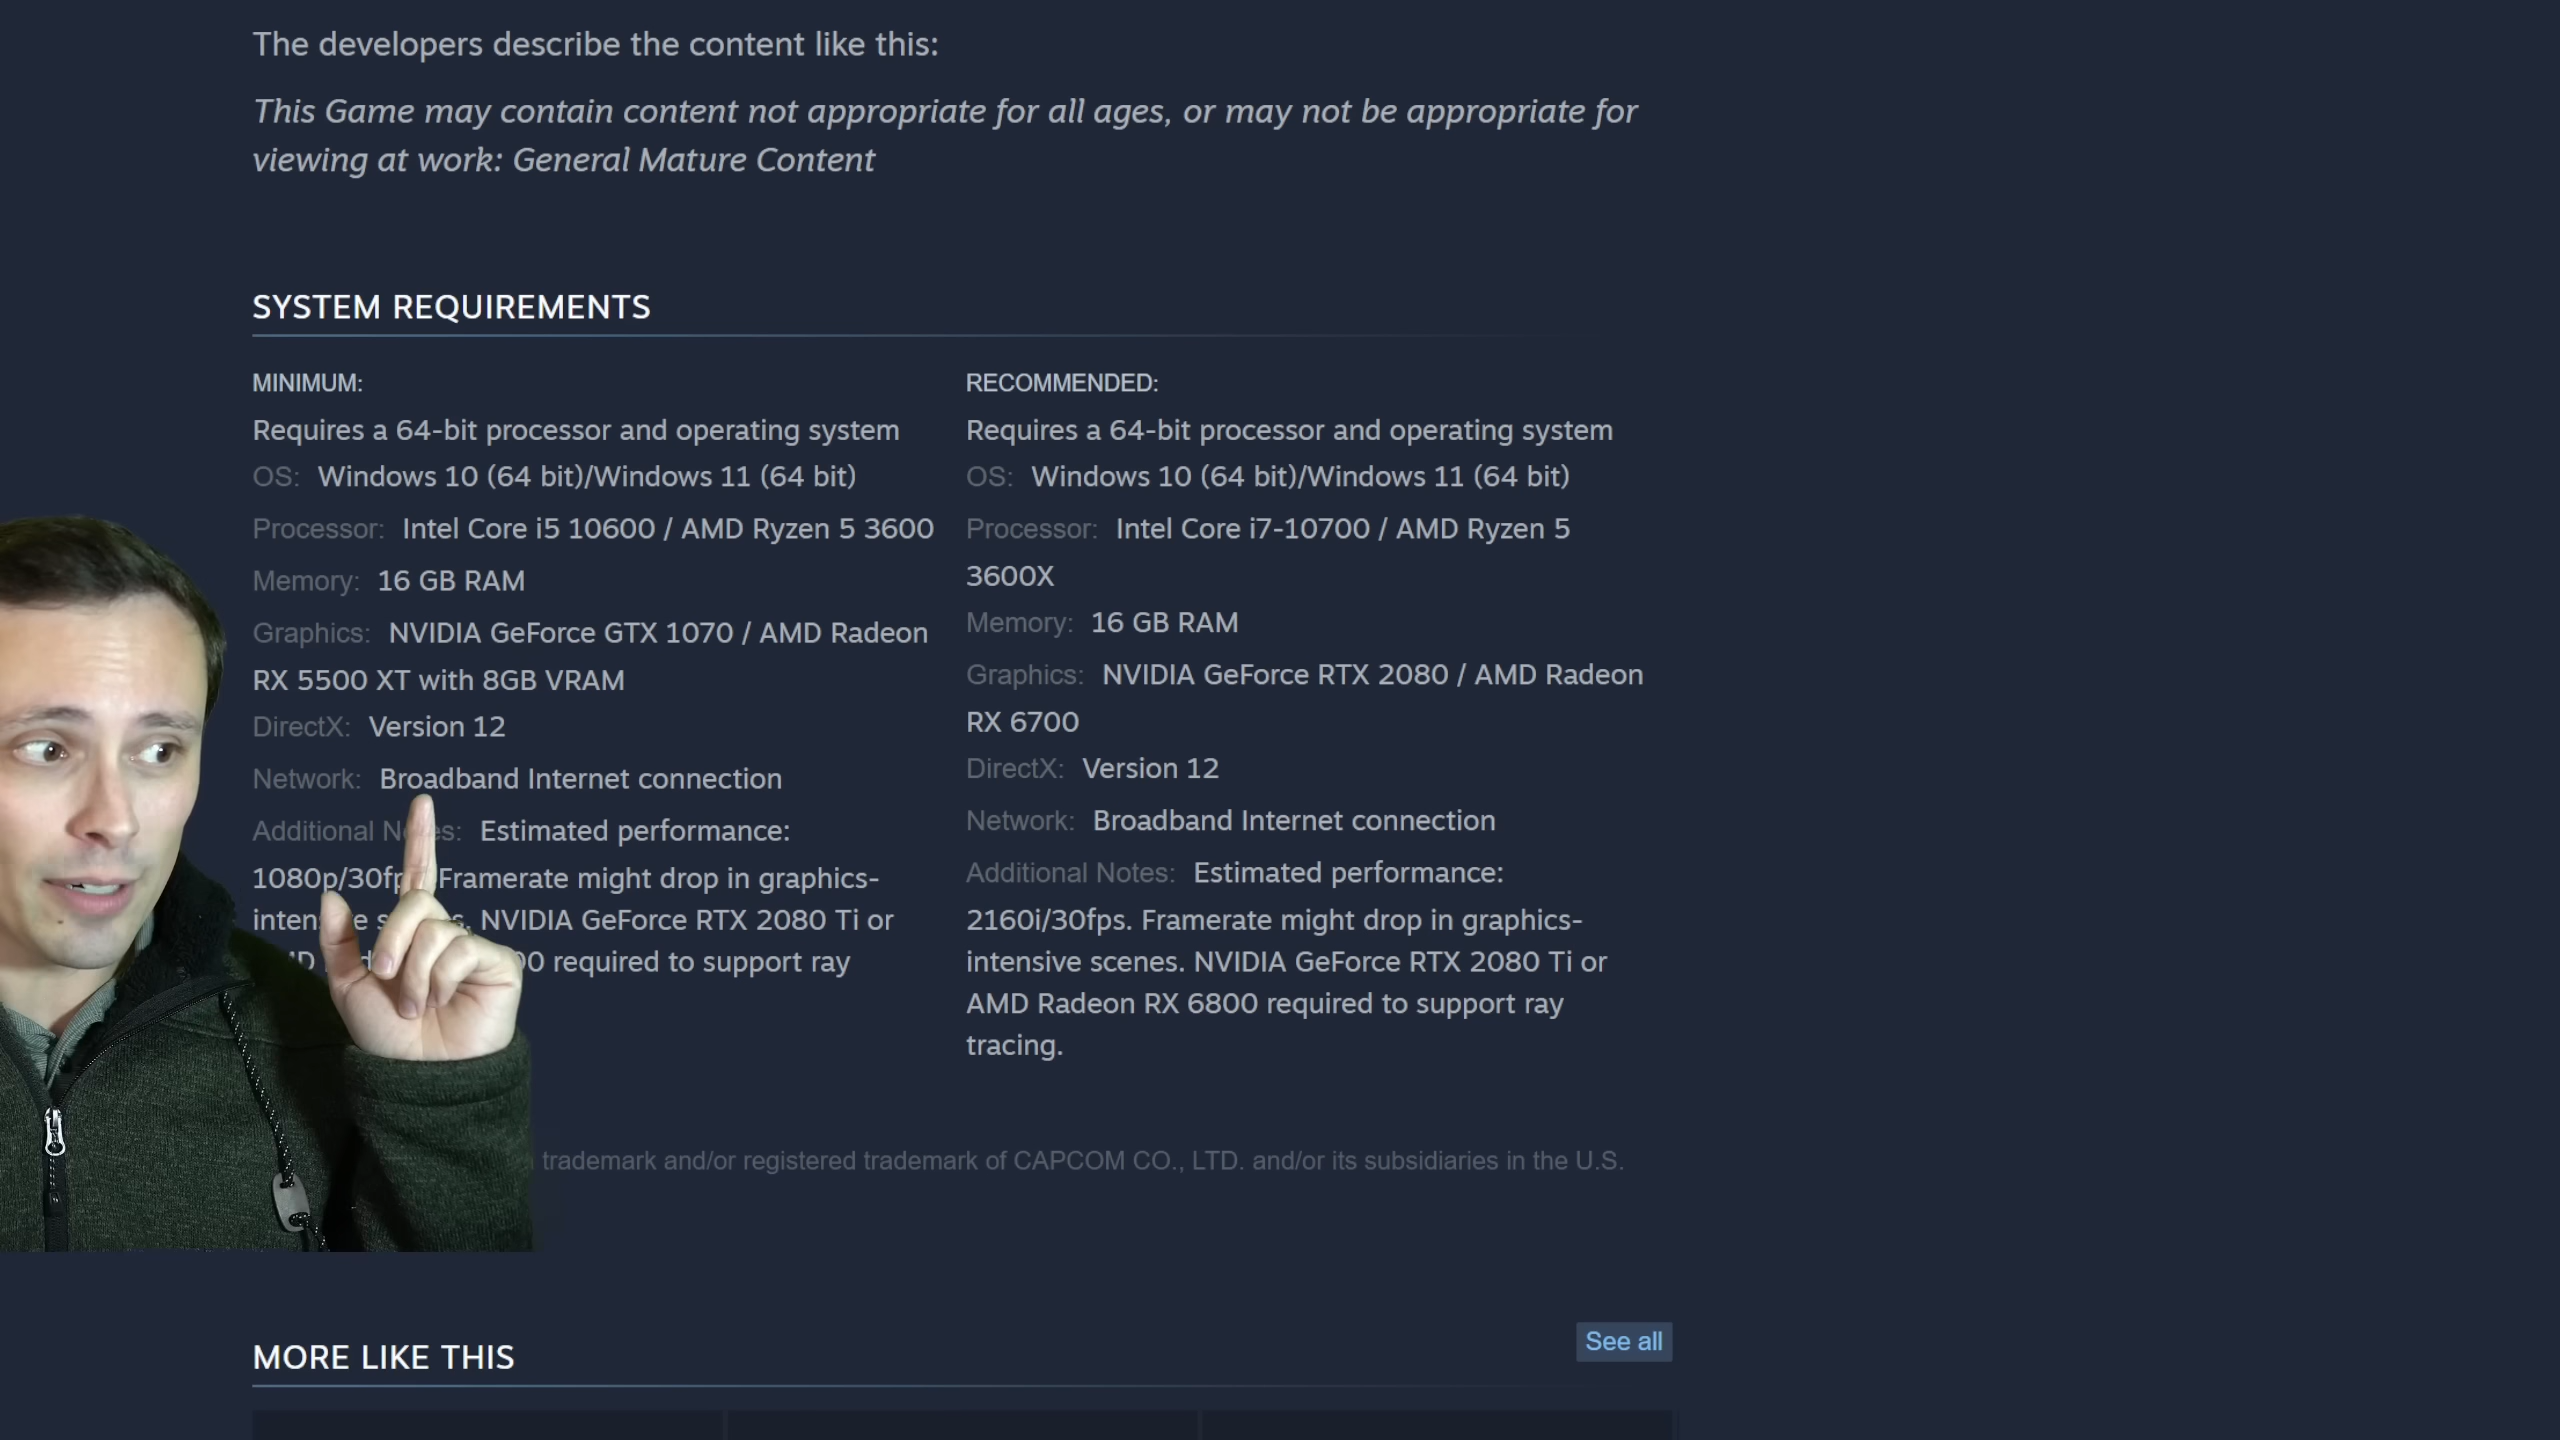 The developers describe the content like this:
This Game may contain content not appropriate for all ages, or may not be appropriate for
viewing at work: General Mature Content
SYSTEM REQUIREMENTS
MINIMUM:
Requires a 64-bit processor and operating system
OS: Windows 10 (64 bit)/Windows 11 (64 bit)
Processor: Intel Core i5 10600 / AMD Ryzen 5 3600
Memory: 16 GB RAM
Graphics: NVIDIA GeForce GTX 1070 / AMD Radeon
RX 5500 XT with 8GB VRAM
DirectX: Version 12
Network: Broadband Internet connection
Additional Estimated performance:
Framerate might drop in graphics-
NVIDIA GeForce RTX 2080 Ti or
required to support ray
RECOMMENDED:
Requires a 64-bit processor and operating system
OS: Windows 10 (64 bit)/Windows 11 (64 bit)
Processor: Intel Core i7-10700 / AMD Ryzen 5
3600X
Memory: 16 GB RAM
Graphics: NVIDIA GeForce RTX 2080 / AMD Radeon
RX 6700
DirectX: Version 12
Network: Broadband Internet connection
Additional Notes: Estimated performance:
2160i/30fps. Framerate might drop in graphics-
intensive scenes. NVIDIA GeForce RTX 2080 Ti or
AMD Radeon RX 6800 required to support ray
tracing.
trademark and/or registered trademark of CAPCOM CO., LTD. and/or its subsidiaries in the U.S.
MORE LIKE THIS
See all